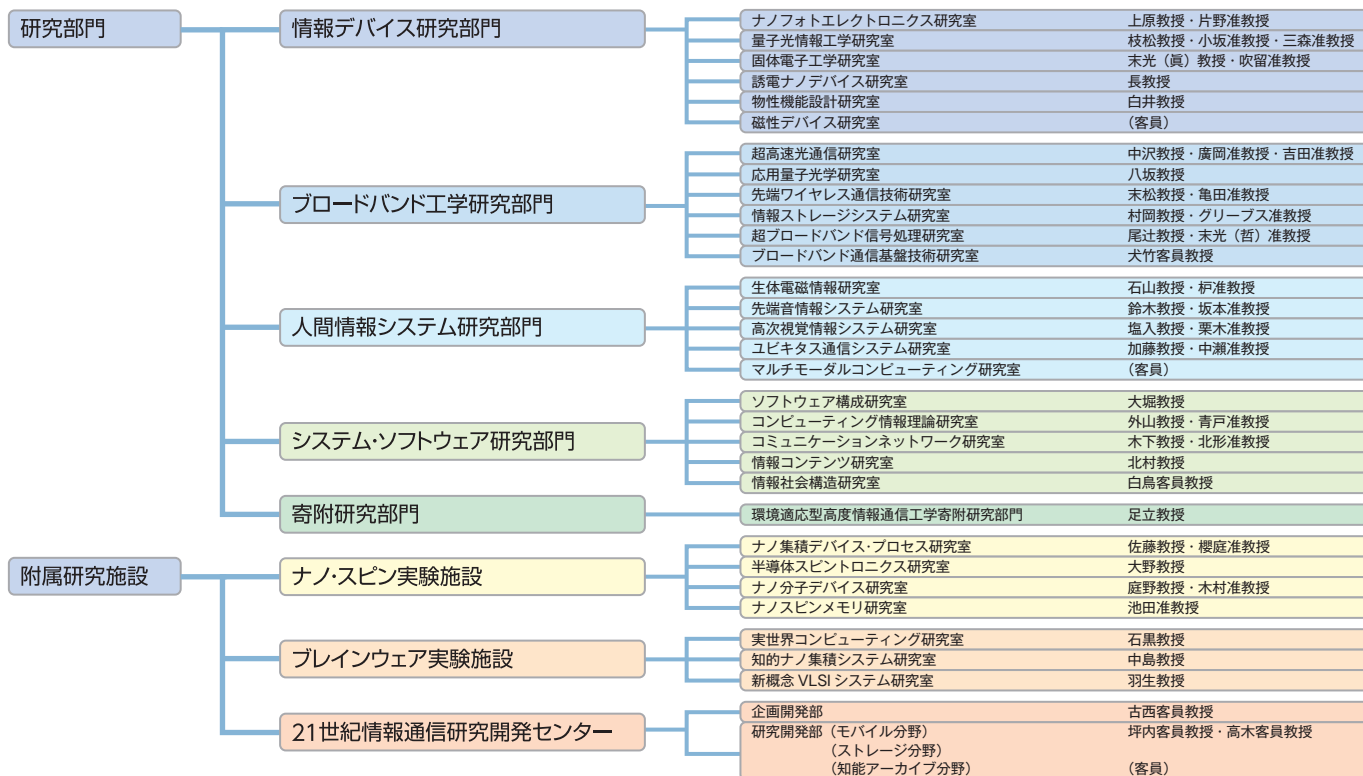 研究部門
情報デバイス研究部門
ナノフォトエレクトロニクス研究室 上原教授・片野准教授
量子光情報工学研究室 枝松教授・小坂准教授・三森准教授
固体電子工学研究室 末光（眞）教授・吹留准教授
誘電ナノデバイス研究室 長教授
物性機能設計研究室 白井教授
磁性デバイス研究室 （客員）
ブロードバンド工学研究部門
超高速光通信研究室 中沢教授・廣岡准教授・吉田准教授
応用量子光学研究室 八坂教授
先端ワイヤレス通信技術研究室 末松教授・亀田准教授
情報ストレージシステム研究室 村岡教授・グリーブス准教授
超ブロードバンド信号処理研究室 尾辻教授・末光（哲）准教授
ブロードバンド通信基盤技術研究室 犬竹客員教授
人間情報システム研究部門
生体電磁情報研究室 石山教授・枦准教授
先端音情報システム研究室 鈴木教授・坂本准教授
高次視覚情報システム研究室 塩入教授・栗木准教授
ユビキタス通信システム研究室 加藤教授・中瀬准教授
マルチモーダルコンピューティング研究室 （客員）
システム・ソフトウェア研究部門
ソフトウェア構成研究室 大堀教授
コンピューティング情報理論研究室 外山教授・青戸准教授
コミュニケーションネットワーク研究室 木下教授・北形准教授
情報コンテンツ研究室 北村教授
情報社会構造研究室 白鳥客員教授
寄附研究部門
環境適応型高度情報通信工学寄附研究部門 足立教授
附属研究施設
ナノ・スピン実験施設
ナノ集積デバイス・プロセス研究室 佐藤教授・櫻庭准教授
半導体スピントロニクス研究室 大野教授
ナノ分子デバイス研究室 庭野教授・木村准教授
ナノスピンメモリ研究室 池田准教授
ブレインウェア実験施設
実世界コンピューティング研究室 石黒教授
知的ナノ集積システム研究室 中島教授
新概念 VLSI システム研究室 羽生教授
21世紀情報通信研究開発センター
企画開発部 古西客員教授
研究開発部（モバイル分野） 坪内客員教授・高木客員教授
（ストレージ分野）
（知能アーカイブ分野） （客員）